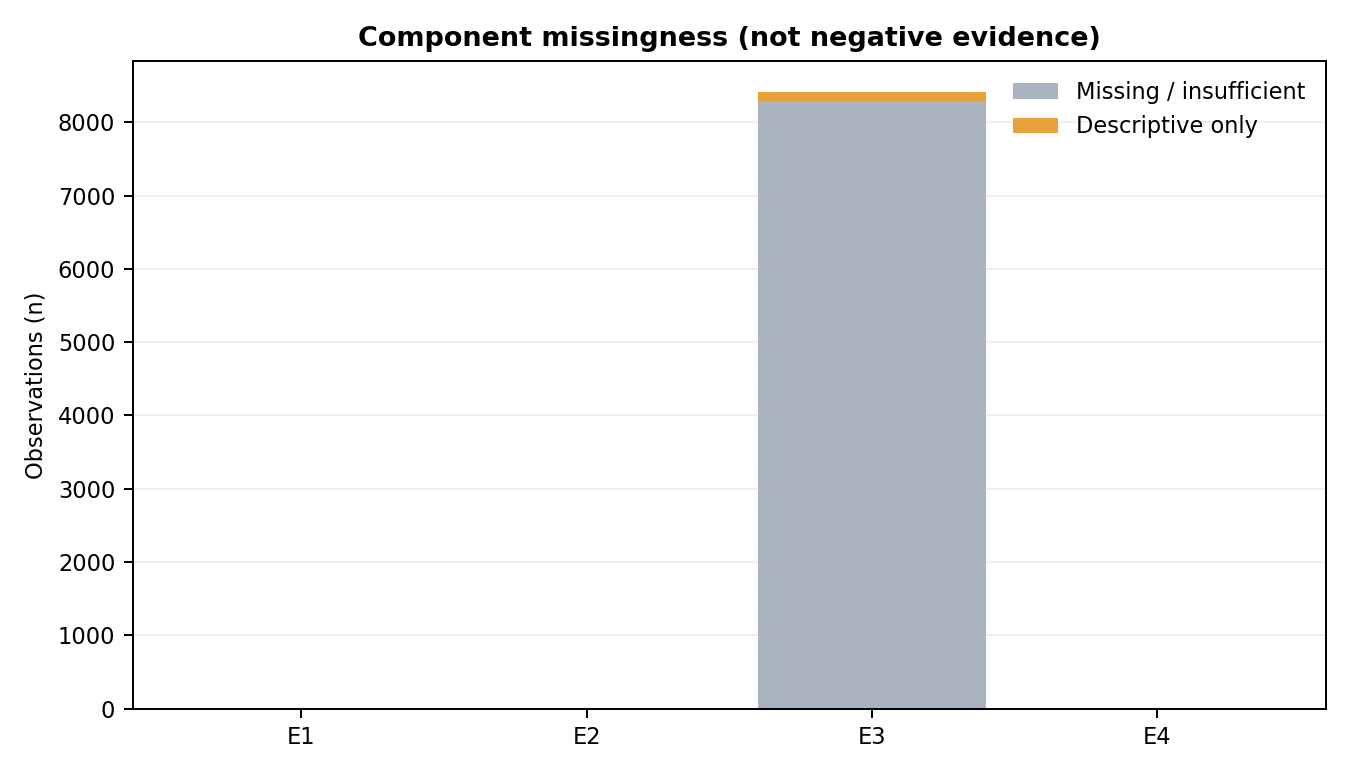 Component missingness (not negative evidence)
Missing / insufficient
Descriptive only
Observations (n)
8000
7000
6000
5000
4000
3000
2000
1000
0
E1 E2 E3 E4